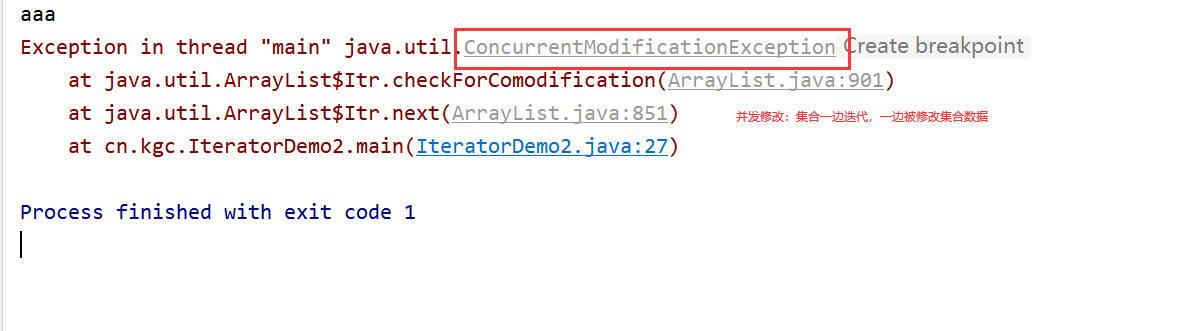 aaa
Exception in thread "main" java.util.ConcurrentModificationException Create breakpoint
at java.util.ArrayList$Itr.checkForComodification(ArrayList.java:901)
at java.util.ArrayList$Itr.next(ArrayList.java:851) 并发修改：集合一边迭代，一边被修改集合数据
at cn.kgc.IteratorDemo2.main(IteratorDemo2.java:27)
Process finished with exit code 1